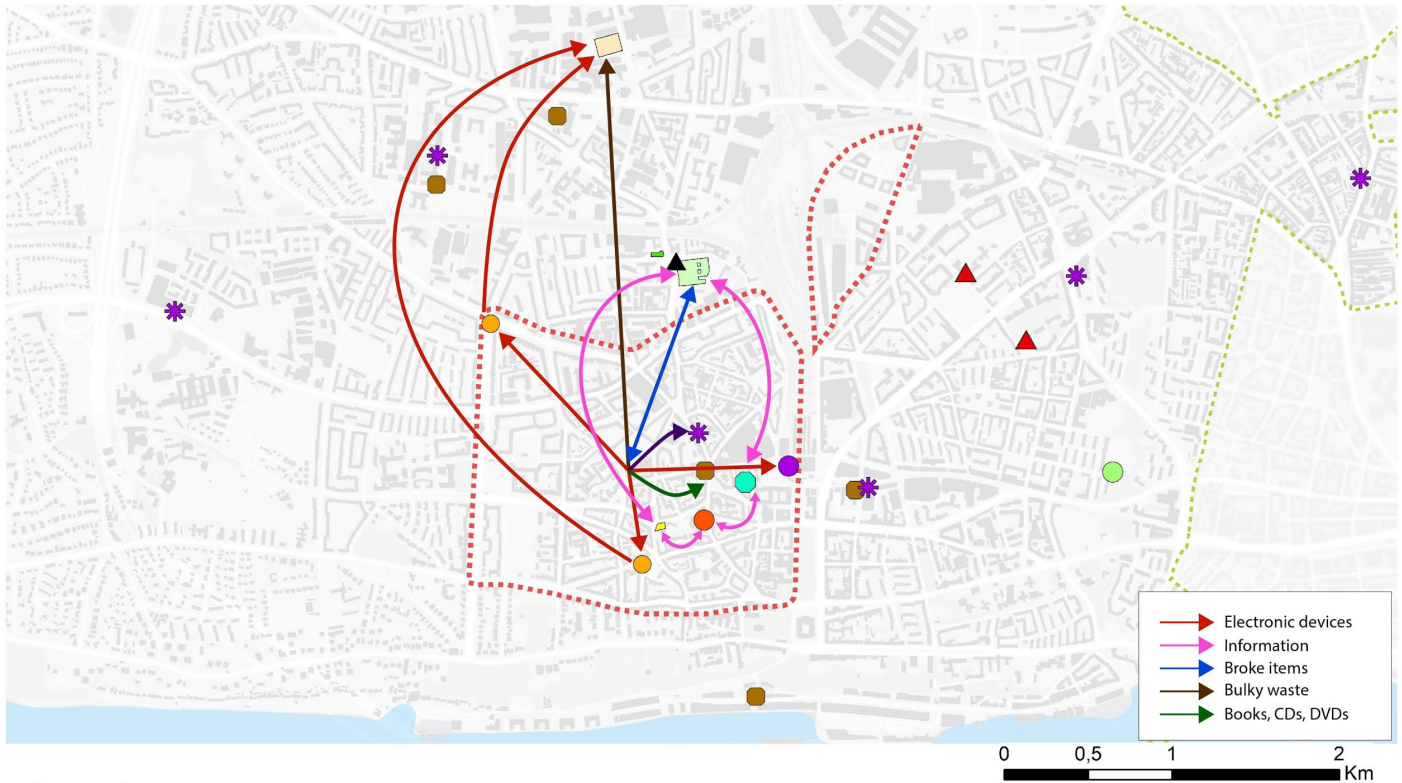 Electronic devices
Information
Broke items
Bulky waste
Books, CDs, DVDs
0 0,5 1 2
Km